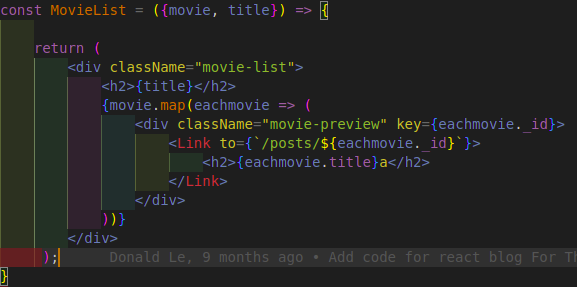 const MovieList = ({movie, title}) => {
return (
<div className="movie-list">
<h2>{title}</h2>
{movie.map(eachmovie => (
<div className="movie-preview" key={eachmovie._id}>
<Link to={`/posts/${eachmovie._id}`}>
<h2>{eachmovie.title}a</h2>
</Link>
</div>
))}
</div>
); Donald Le, 9 months ago • Add code for react blog For Th
}